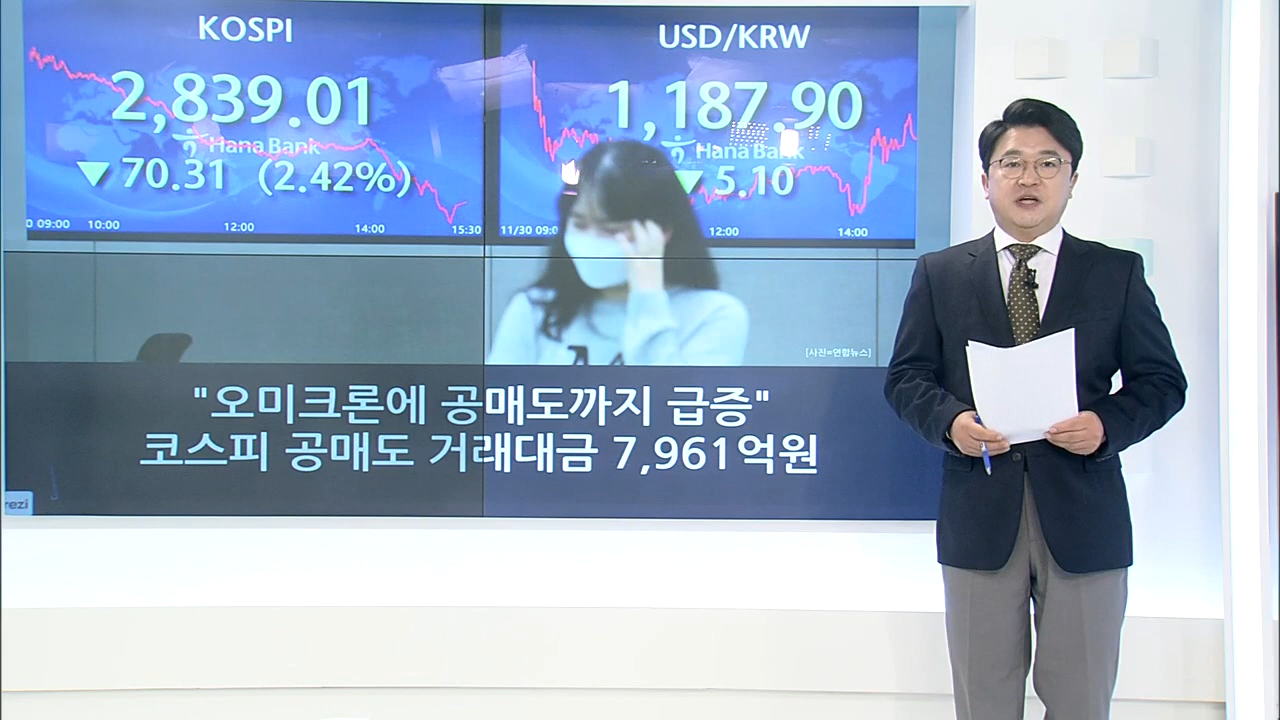 KOSPI
2,839.01
Hana Bank
▼70.31 (2.42%)
09:00 10:00 12:00 14:00 15:30
USD/KRW
1,187.90
Hana Bank
▼5.10
11/30 12:00 14:00
[사진=연합뉴스]
"오미크론에 공매도까지 급증"
코스피 공매도 거래대금 7,961억원
rezi